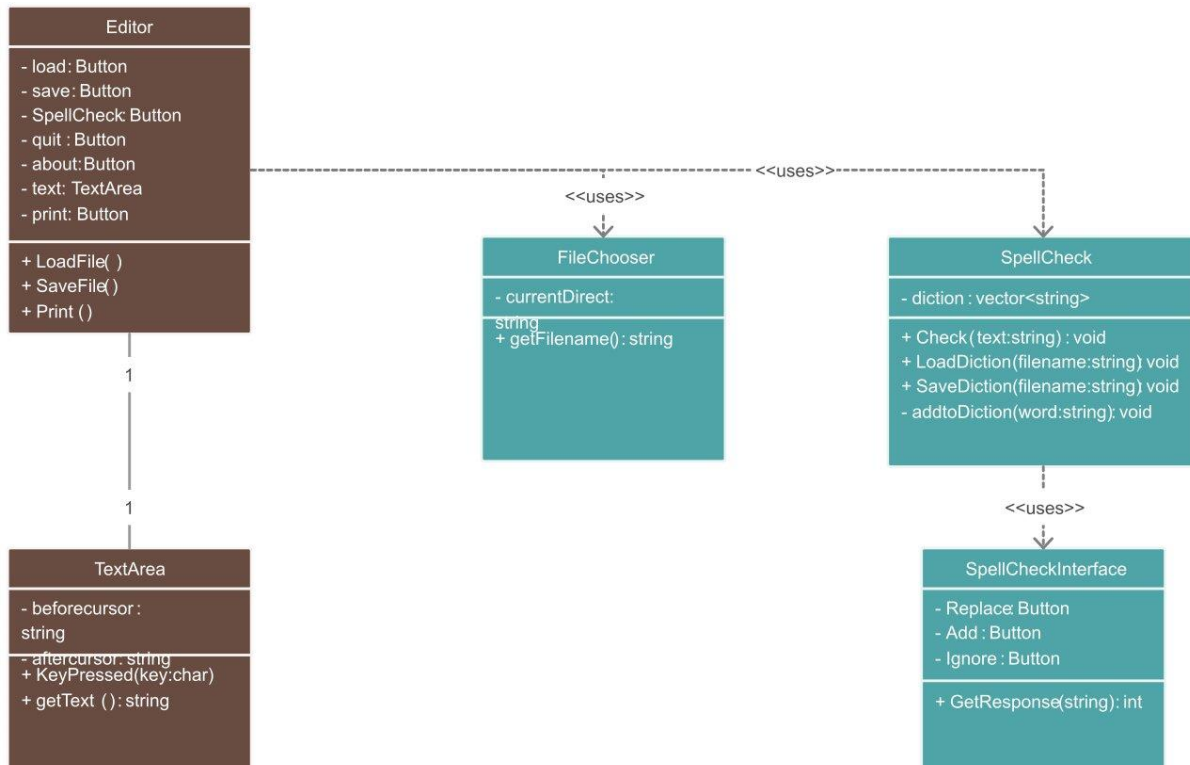 Editor
- load: Button
- save: Button
- SpellCheck: Button
- quit : Button
- about: Button
- text: TextArea
- print: Button
+ LoadFile( )
+ SaveFile( )
+ Print ( )
<<uses>>
<<uses>>
FileChooser
- currentDirect:
string
+ getFilename(): string
SpellCheck
- diction : vector<string>
+ Check(text:string) : void
+ LoadDiction(filename:string): void
+ SaveDiction(filename:string): void
- addtoDiction(word:string): void
1
1
<<uses>>
TextArea
- beforecursor :
string
- aftercursor: string
+ KeyPressed(key:char)
+ getText ( ): string
SpellCheckInterface
- Replace: Button
- Add : Button
- Ignore : Button
+ GetResponse(string): int